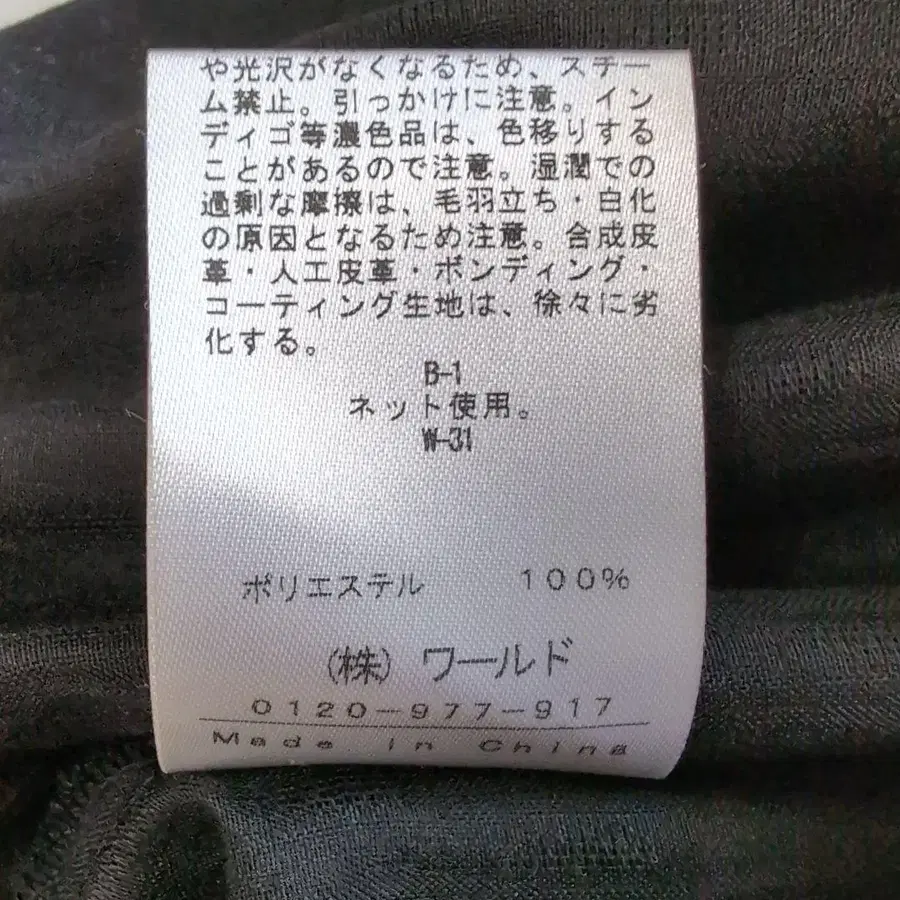 や光沢がなくなるため、スチー
ム禁止。引っかけに注意。イン
ディゴ等濃色品は、色移りする
ことがあるので注意。湿潤での
過剰な摩擦は、毛羽立ち・白化
の原因となるため注意。合成皮
革・人工皮革・ボンディング・
コーティング生地は、徐々に劣
化する。
B-1
ネット使用。
W-31
ポリエステル 100%
(株) ワールド
0120-977-917
Made in China